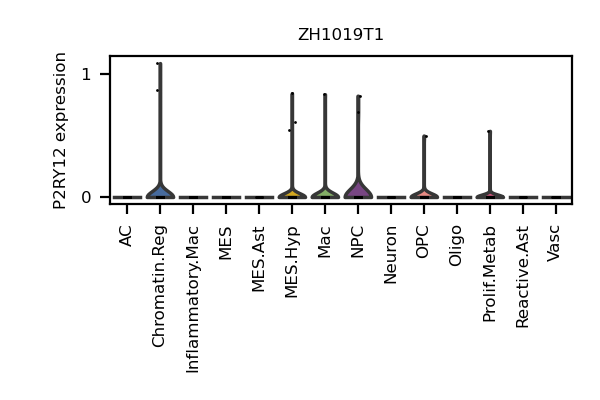 ZH1019T1
P2RY12 expression
1
0
AC
Chromatin.Reg
Inflammatory.Mac
MES
MES.Ast
MES.Hyp
Mac
NPC
Neuron
OPC
Oligo
Prolif.Metab
Reactive.Ast
Vasc